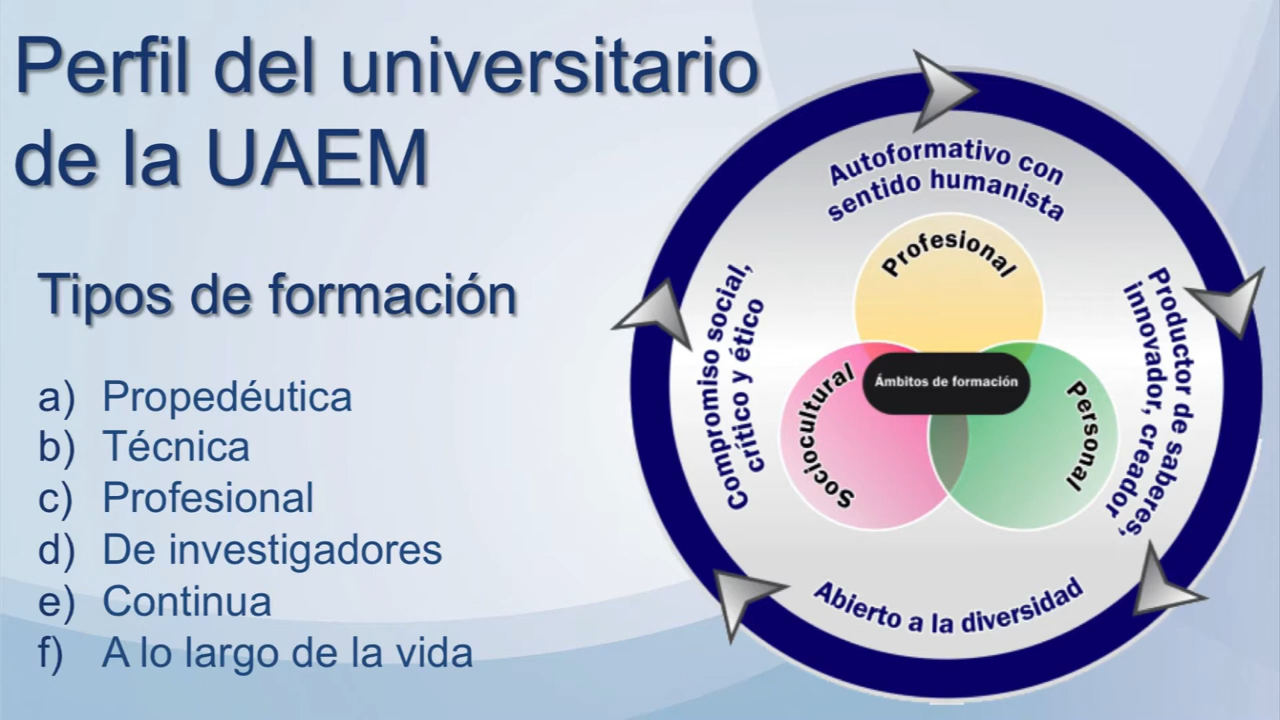 Perfil del universitario
de la UAEM
Tipos de formación
a) Propedéutica
b) Técnica
c) Profesional
d) De investigadores
e) Continua
f) A lo largo de la vida
Autoformativo con
sentido humanista
Productor de saberes,
innovador, creador
Abierto a la diversidad
Compromiso social,
crítico y ético
Profesional
Sociocultural
Personal
Ámbitos de formación